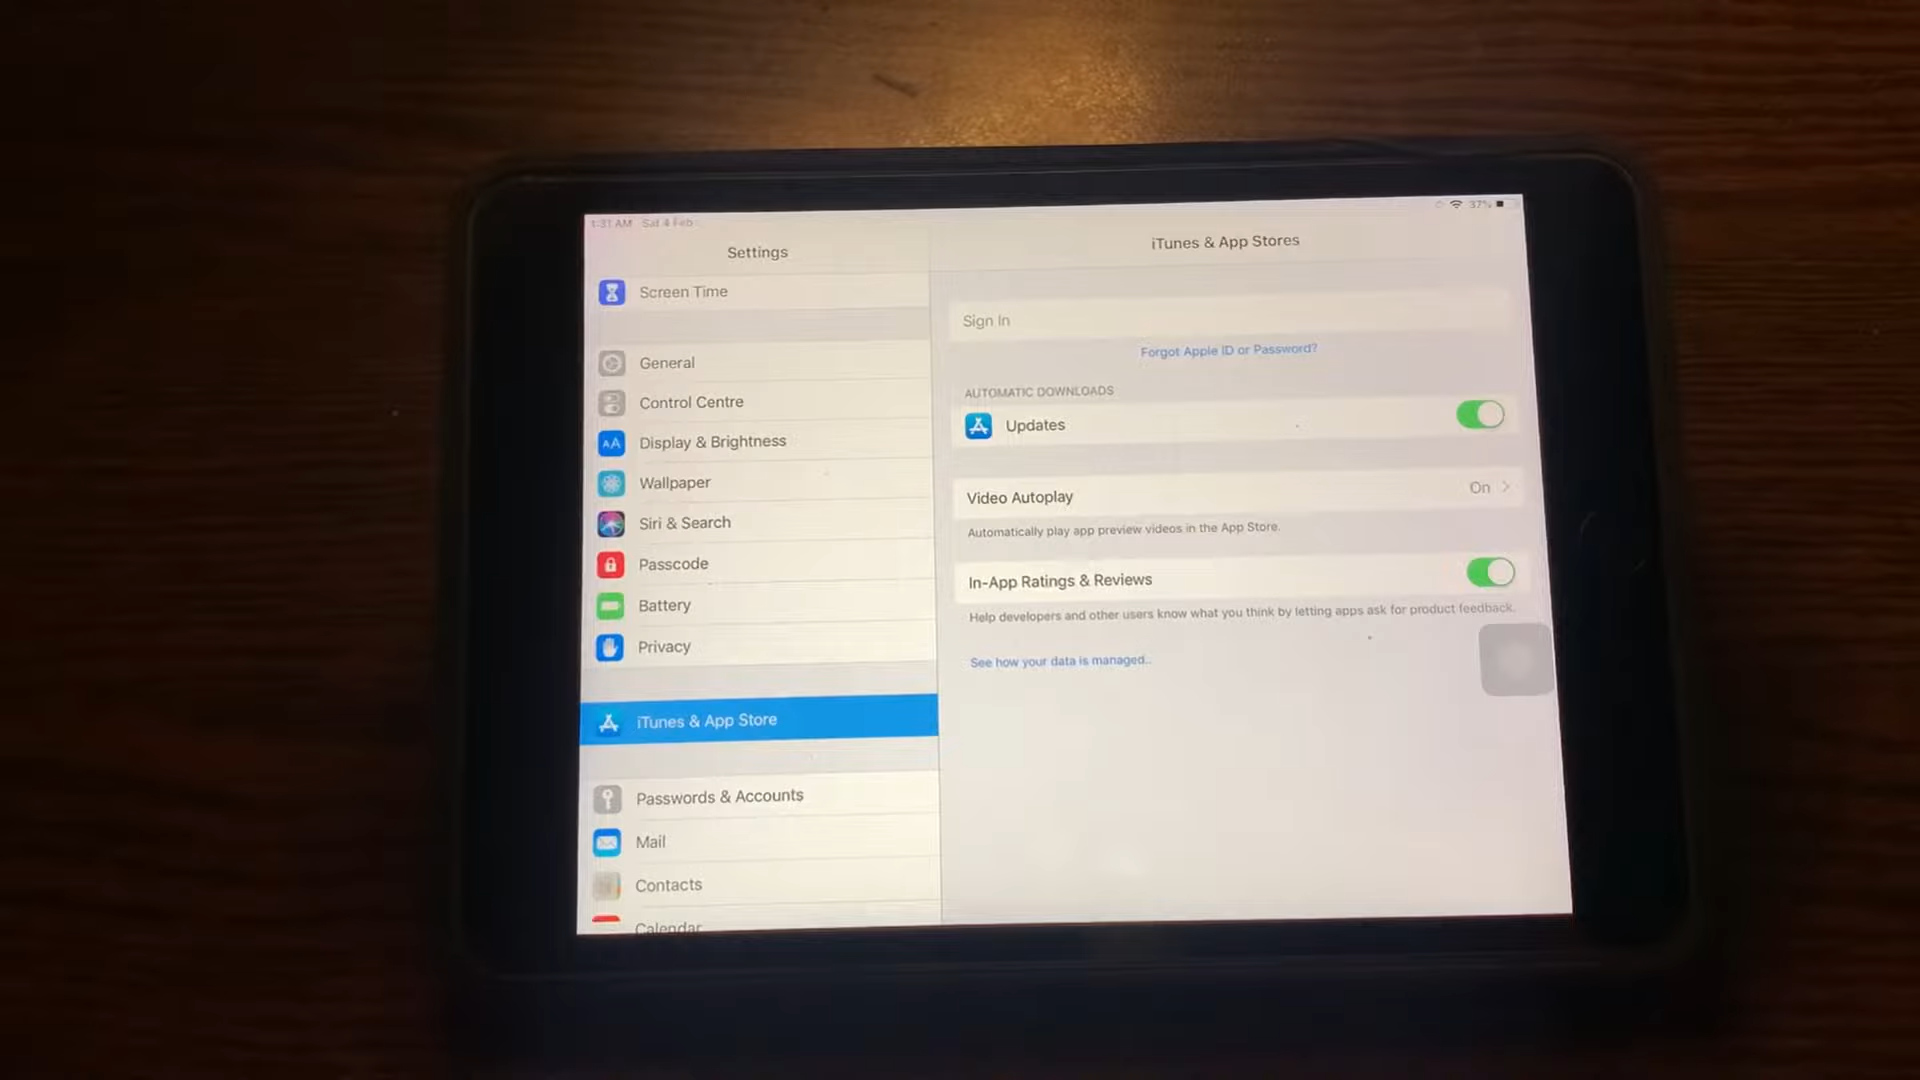 1:31 AM Sat 4 Feb
37%
Settings
iTunes & App Stores
Screen Time
Sign In
Forgot Apple ID or Password?
General
AUTOMATIC DOWNLOADS
Control Centre
Updates
AA Display & Brightness
Wallpaper
Video Autoplay On
Siri & Search
Automatically play app preview videos in the App Store.
Passcode
In-App Ratings & Reviews
Battery
Help developers and other users know what you think by letting apps ask for product feedback.
Privacy
See how your data is managed...
iTunes & App Store
Passwords & Accounts
Mail
Contacts
Calendar